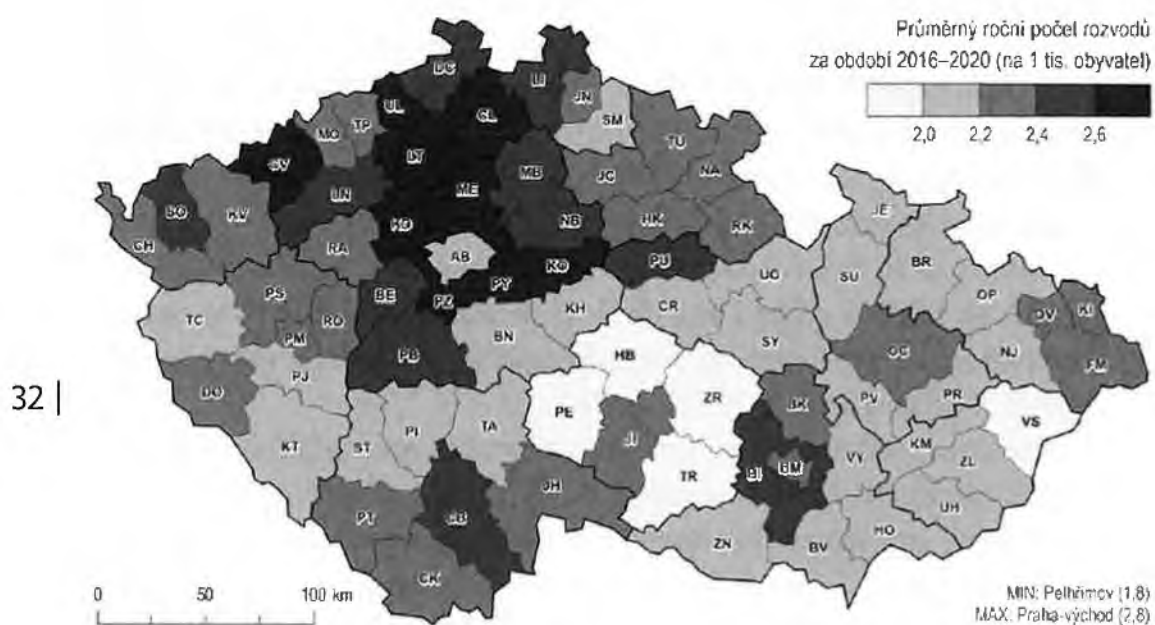 Průměrný roční počet rozvodů
za období 2016–2020 (na 1 tis. obyvatel)
2,0 2,2 2,4 2,6
DC LI
UL CL JN
MO TP SM
TU
CV LT MB JC NA
SO KV LN ME
NB HK RK JE
CH RA KD AB
KO PU
PY UO SU BR
PS BE PZ KH CR OP
TC PM RO BN SY OV KI
PB HB OC NJ FM
32 |
DO PJ
PE ZR BK PV PR VS
KT ST PI TA JI KM
TR BI BM VY ZL
PT CB JH
UH
ZN BV HO
CK
0 50 100 km
MIN: Pelhřimov (1,8)
MAX: Praha-východ (2,8)